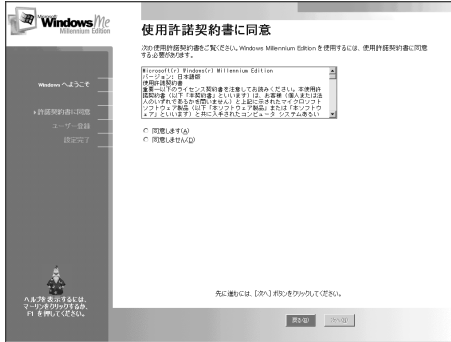 Microsoft
Windows Me
Millennium Edition
Windows へようこそ
使用許諾契約書に同意
ユーザー登録
設定完了
ヘルプを表示するには、
マーリンをクリックするか、
F1 を押してください。
使用許諾契約書に同意
次の使用許諾契約書をご覧ください。Windows Millennium Edition を使用するには、使用許諾契約書に同意
する必要があります。
Microsoft(r) Windows(r) Millennium Edition
バージョン: 日本語版
使用許諾契約書
重要－以下のライセンス契約書を注意してお読みください。本使用許
諾契約書（以下「本契約書」といいます）は、お客様（個人または法
人のいずれであるかを問いません）と上記に示されたマイクロソフト
ソフトウェア製品（以下「本ソフトウェア製品」または「本ソフトウ
ェア」といいます）と共に入手されたコンピュータ システムあるい
同意します(A)
同意しません(D)
先に進むには、[次へ] ボタンをクリックしてください。
戻る(B)
次へ(N)